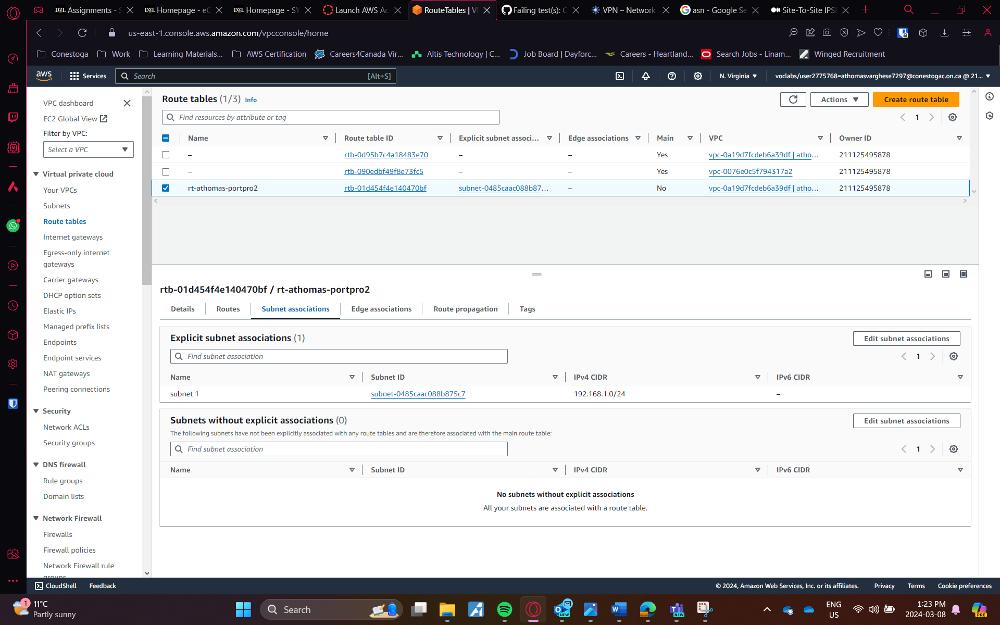 D2L Assignments - S
D2L Homepage - eC
D2L Homepage - SY
Launch AWS Ac
RouteTables | VP
Failing test(s): C
VPN – Network
asn - Google Se
Site-To-Site IPSE
us-east-1.console.aws.amazon.com/vpcconsole/home
Conestoga
Work
Learning Materials...
AWS Certification
Careers4Canada Vir...
Altis Technology | C...
Job Board | Dayforc...
Careers - Heartland...
Search Jobs - Linam...
Winged Recruitment
aws
Services
Search
[Alt+S]
N. Virginia
voclabs/user2775768=athomasvarghese7297@conestogac.on.ca @ 21...
VPC dashboard
EC2 Global View
Filter by VPC:
Select a VPC
Virtual private cloud
Your VPCs
Subnets
Route tables
Internet gateways
Egress-only internet
gateways
Carrier gateways
DHCP option sets
Elastic IPs
Managed prefix lists
Endpoints
Endpoint services
NAT gateways
Peering connections
Security
Network ACLs
Security groups
DNS firewall
Rule groups
Domain lists
Network Firewall
Firewalls
Firewall policies
Network Firewall rule
groups
Route tables (1/3) Info
Actions
Create route table
Find resources by attribute or tag
1
Name Route table ID Explicit subnet associ... Edge associations Main VPC Owner ID
– rtb-0d95b7c4a18483e70 – – Yes vpc-0a19d7fcdeb6a39df | atho... 211125495878
– rtb-090edbf49f8e73fc5 – – Yes vpc-0076e0c5f794317a2 211125495878
rt-athomas-portpro2 rtb-01d454f4e140470bf subnet-0485caac088b87... – No vpc-0a19d7fcdeb6a39df | atho... 211125495878
rtb-01d454f4e140470bf / rt-athomas-portpro2
Details
Routes
Subnet associations
Edge associations
Route propagation
Tags
Explicit subnet associations (1)
Edit subnet associations
Find subnet association
1
Name Subnet ID IPv4 CIDR IPv6 CIDR
subnet 1 subnet-0485caac088b875c7 192.168.1.0/24 –
Subnets without explicit associations (0)
Edit subnet associations
The following subnets have not been explicitly associated with any route tables and are therefore associated with the main route table:
Find subnet association
1
Name Subnet ID IPv4 CIDR IPv6 CIDR
No subnets without explicit associations
All your subnets are associated with a route table.
CloudShell
Feedback
© 2024, Amazon Web Services, Inc. or its affiliates.
Privacy
Terms
Cookie preferences
1
11°C
Partly sunny
Search
NEW
NEW
ENG
US
1:23 PM
2024-03-08
PRE